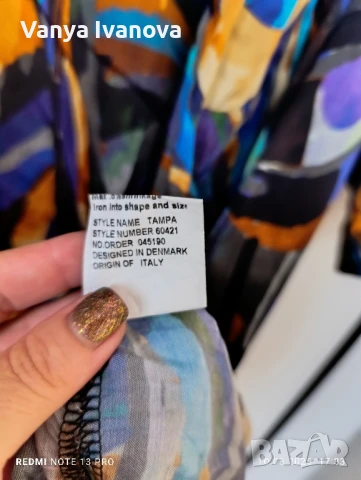 Vanya Ivanova
Iron into shape and size
STYLE NAME TAMPA
STYLE NUMBER 60421
NO.ORDER 045190
DESIGNED IN DENMARK
ORIGIN OF ITALY
REDMI NOTE 13 PRO
BAZAR